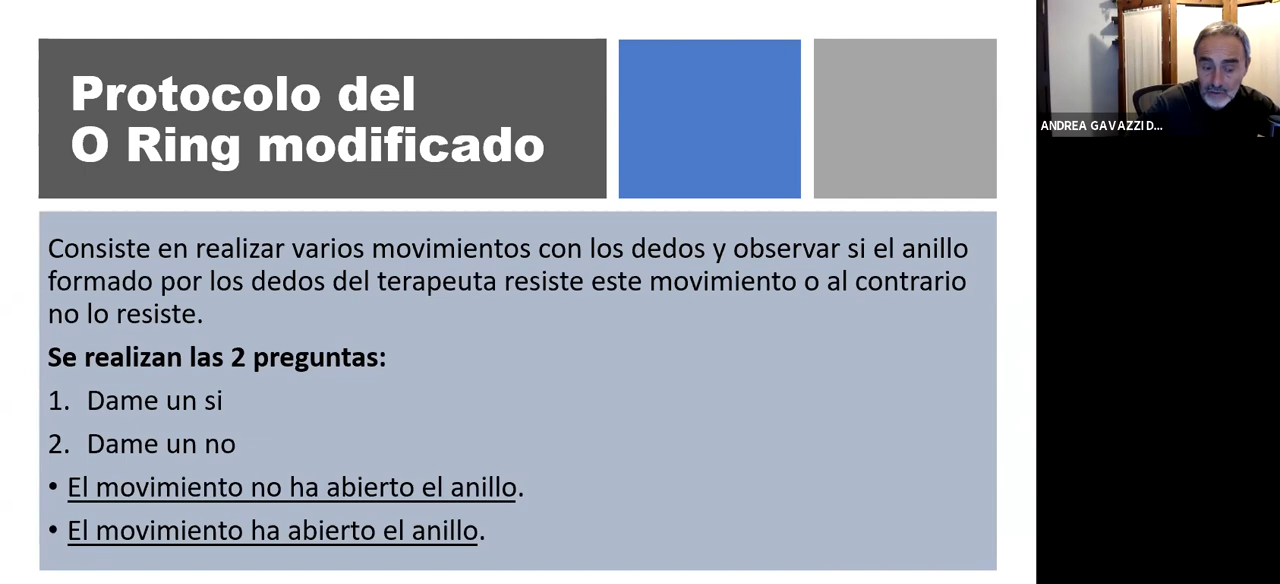 Protocolo del
O Ring modificado
Consiste en realizar varios movimientos con los dedos y observar si el anillo
formado por los dedos del terapeuta resiste este movimiento o al contrario
no lo resiste.
Se realizan las 2 preguntas:
1. Dame un si
2. Dame un no
• El movimiento no ha abierto el anillo.
• El movimiento ha abierto el anillo.
ANDREA GAVAZZI D...